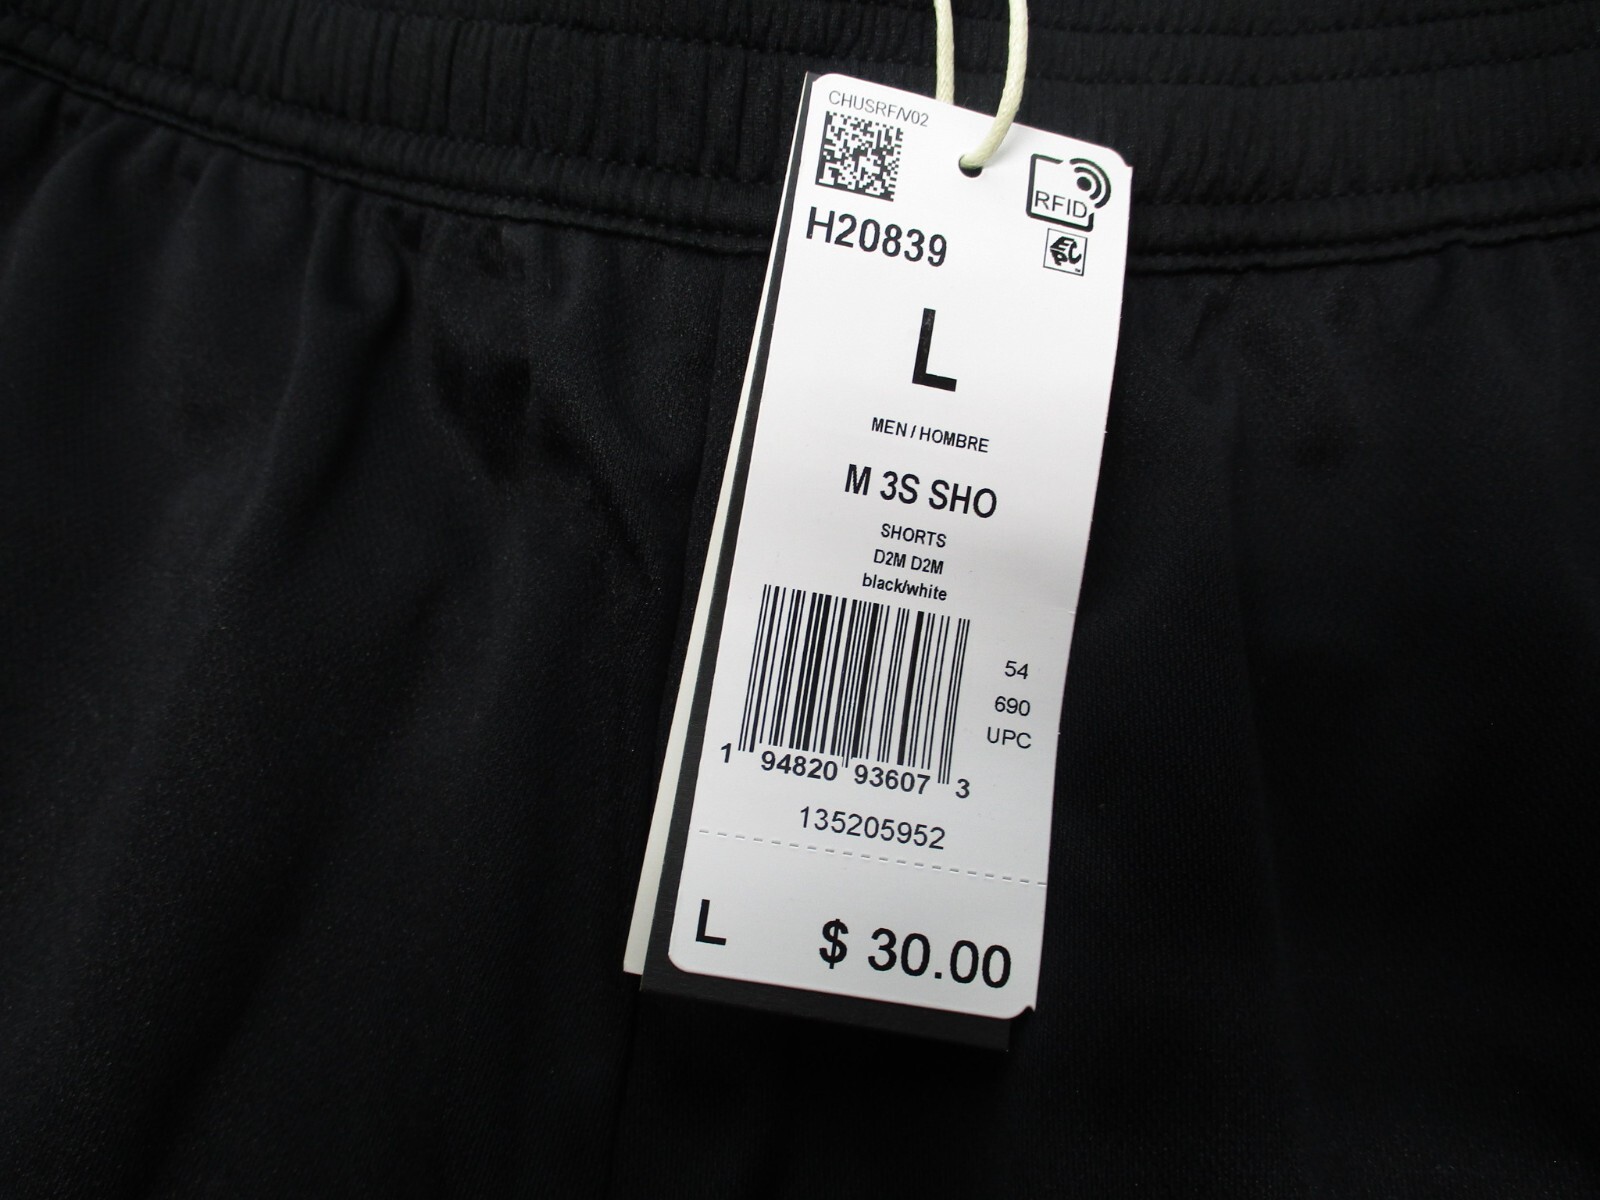 CHUSRF/V02
RFID
EPC
H20839
L
MEN / HOMBRE
M 3S SHO
SHORTS
D2M D2M
black/white
54
690
UPC
1 94820 93607 3
135205952
L $ 30.00